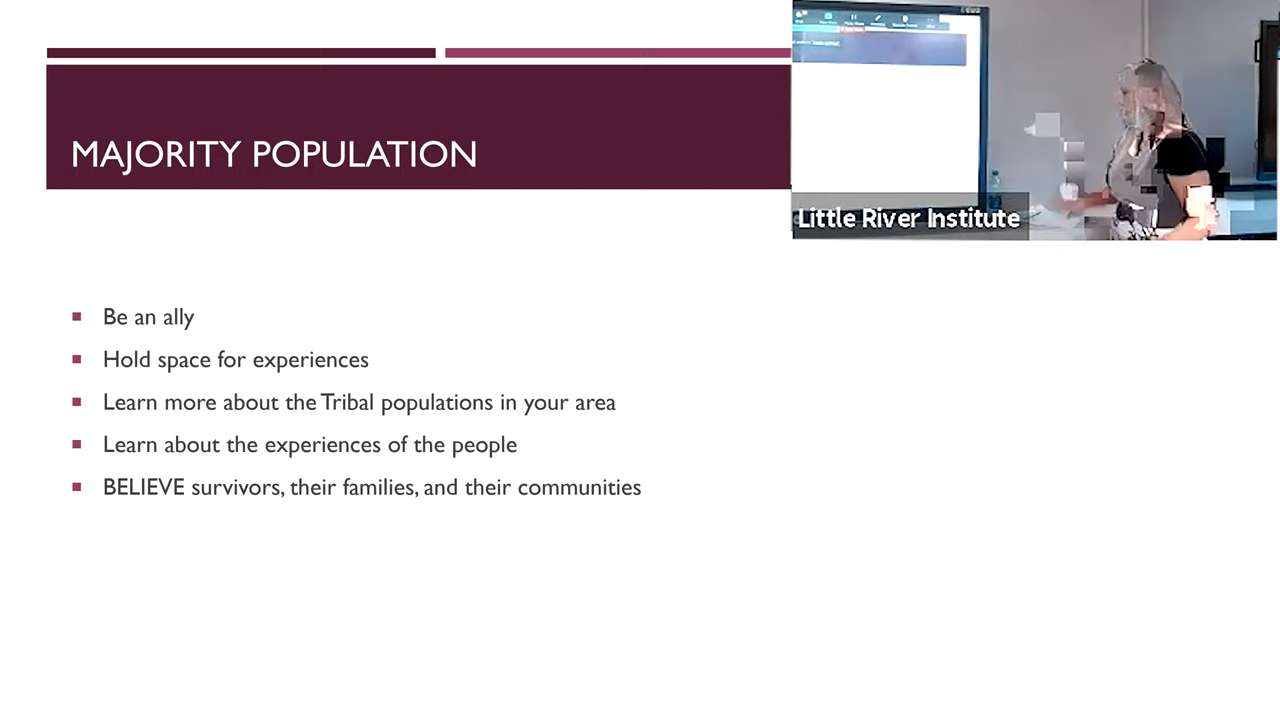 MAJORITY POPULATION
Little River Institute
Be an ally
Hold space for experiences
Learn more about the Tribal populations in your area
Learn about the experiences of the people
BELIEVE survivors, their families, and their communities